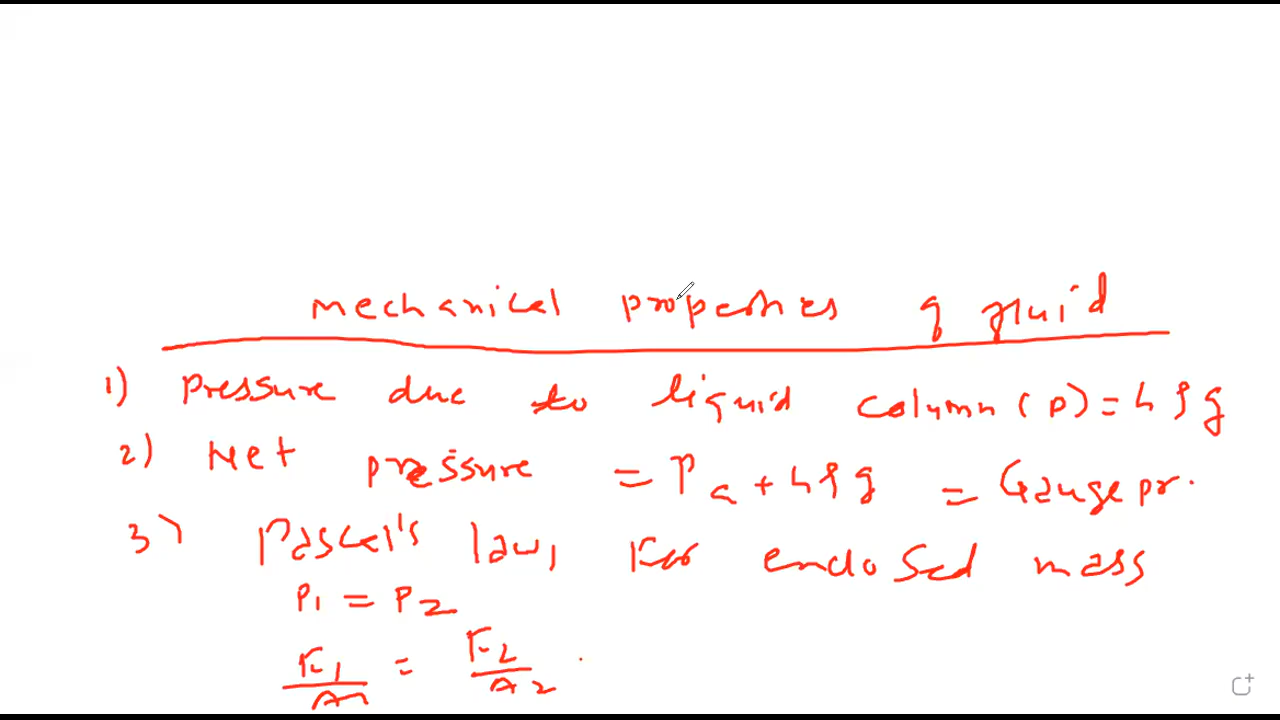 mechanical properties of fluid
1) pressure due to liquid column (P) = hρg
2) Net pressure = Pa + hρg = Gauge pr.
3) Pascal's law, For enclosed mass
P1 = P2
F1/A1 = F2/A2